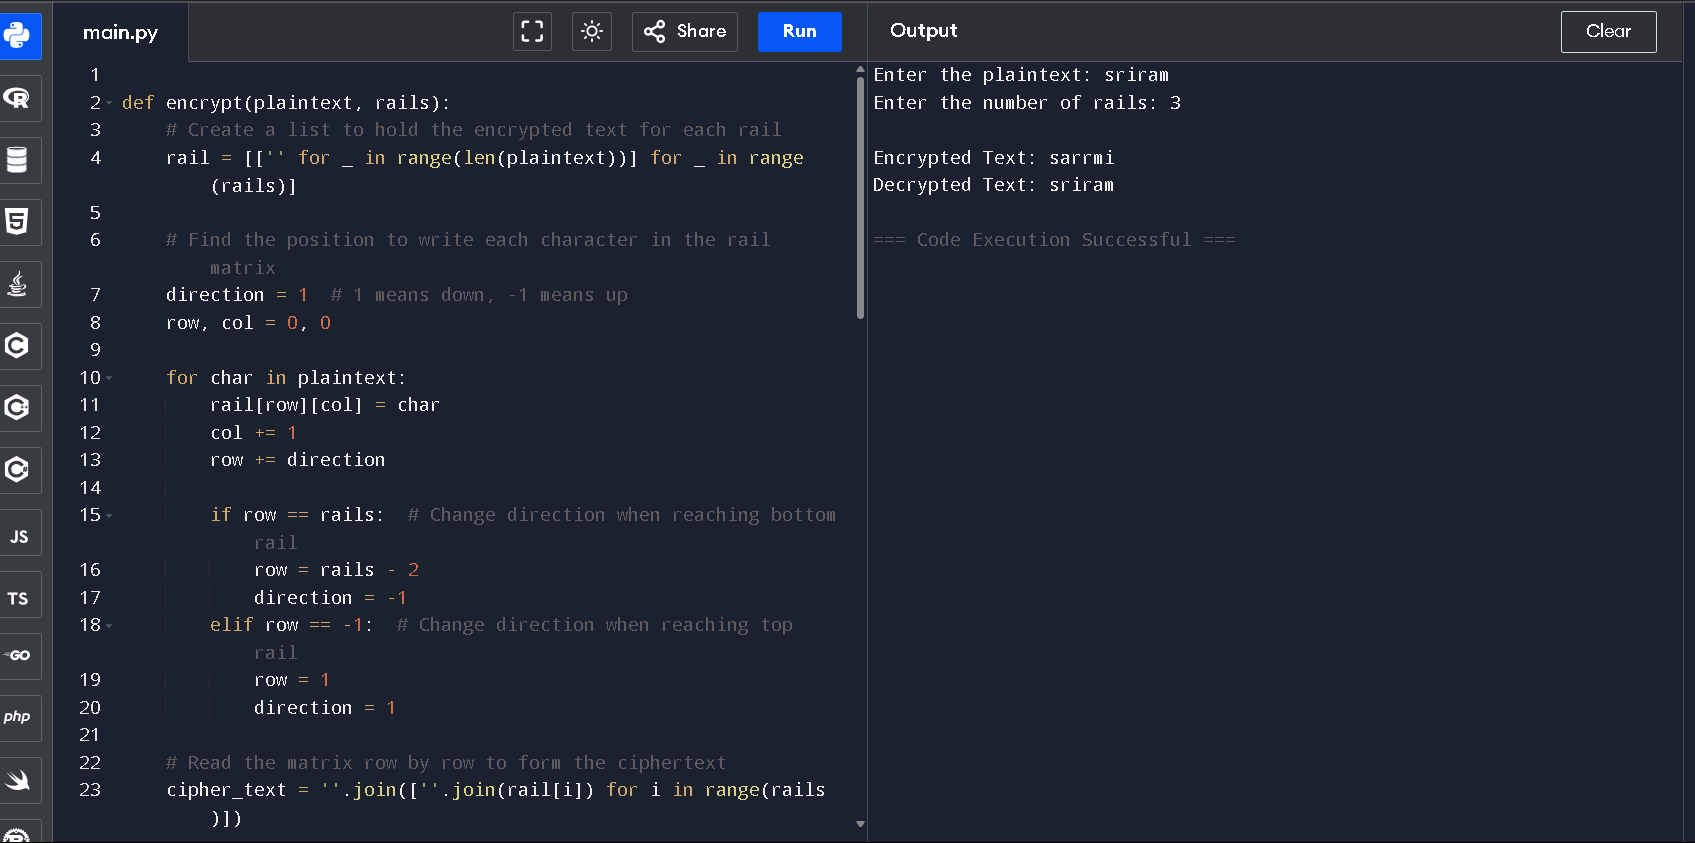 main.py
Share
Run
Output
Clear
1
2 def encrypt(plaintext, rails):
3     # Create a list to hold the encrypted text for each rail
4     rail = [['' for _ in range(len(plaintext))] for _ in range
        (rails)]
5
6     # Find the position to write each character in the rail
        matrix
7     direction = 1  # 1 means down, -1 means up
8     row, col = 0, 0
9
10     for char in plaintext:
11         rail[row][col] = char
12         col += 1
13         row += direction
14
15         if row == rails:  # Change direction when reaching bottom
            rail
16             row = rails - 2
17             direction = -1
18         elif row == -1:  # Change direction when reaching top
            rail
19             row = 1
20             direction = 1
21
22     # Read the matrix row by row to form the ciphertext
23     cipher_text = ''.join([''.join(rail[i]) for i in range(rails
        )])
Enter the plaintext: sriram
Enter the number of rails: 3

Encrypted Text: sarrmi
Decrypted Text: sriram

=== Code Execution Successful ===
R
5
C
C
C
JS
TS
GO
php